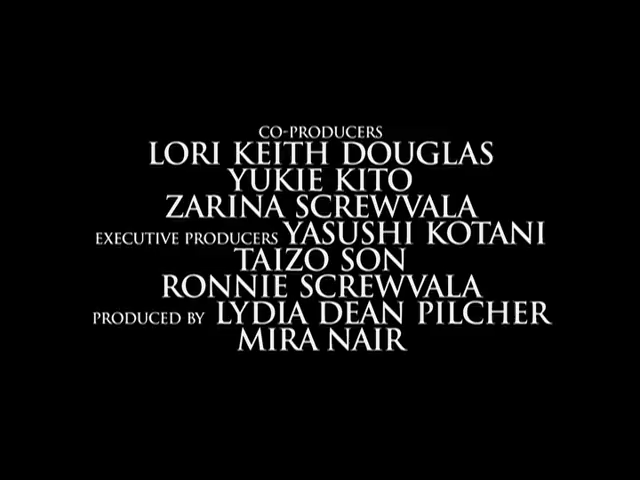 CO-PRODUCERS
LORI KEITH DOUGLAS
YUKIE KITO
ZARINA SCREWVALA
EXECUTIVE PRODUCERS YASUSHI KOTANI
TAIZO SON
RONNIE SCREWVALA
PRODUCED BY LYDIA DEAN PILCHER
MIRA NAIR